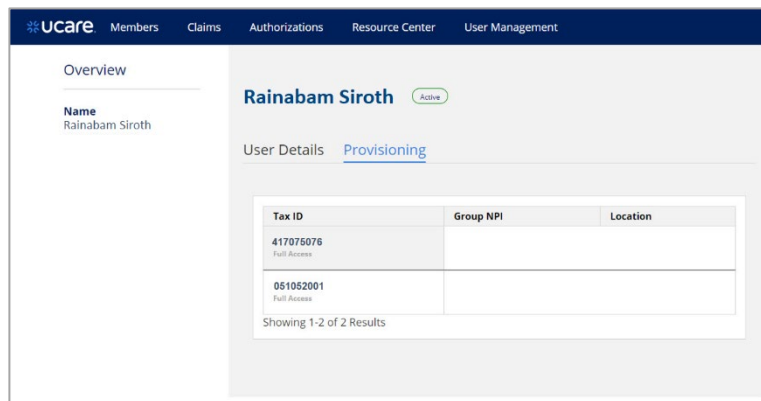 ucare. Members Claims Authorizations Resource Center User Management
Overview
Name
Rainabam Siroth
Rainabam Siroth Active
User Details Provisioning
Tax ID Group NPI Location
417075076
Full Access
051052001
Full Access
Showing 1-2 of 2 Results